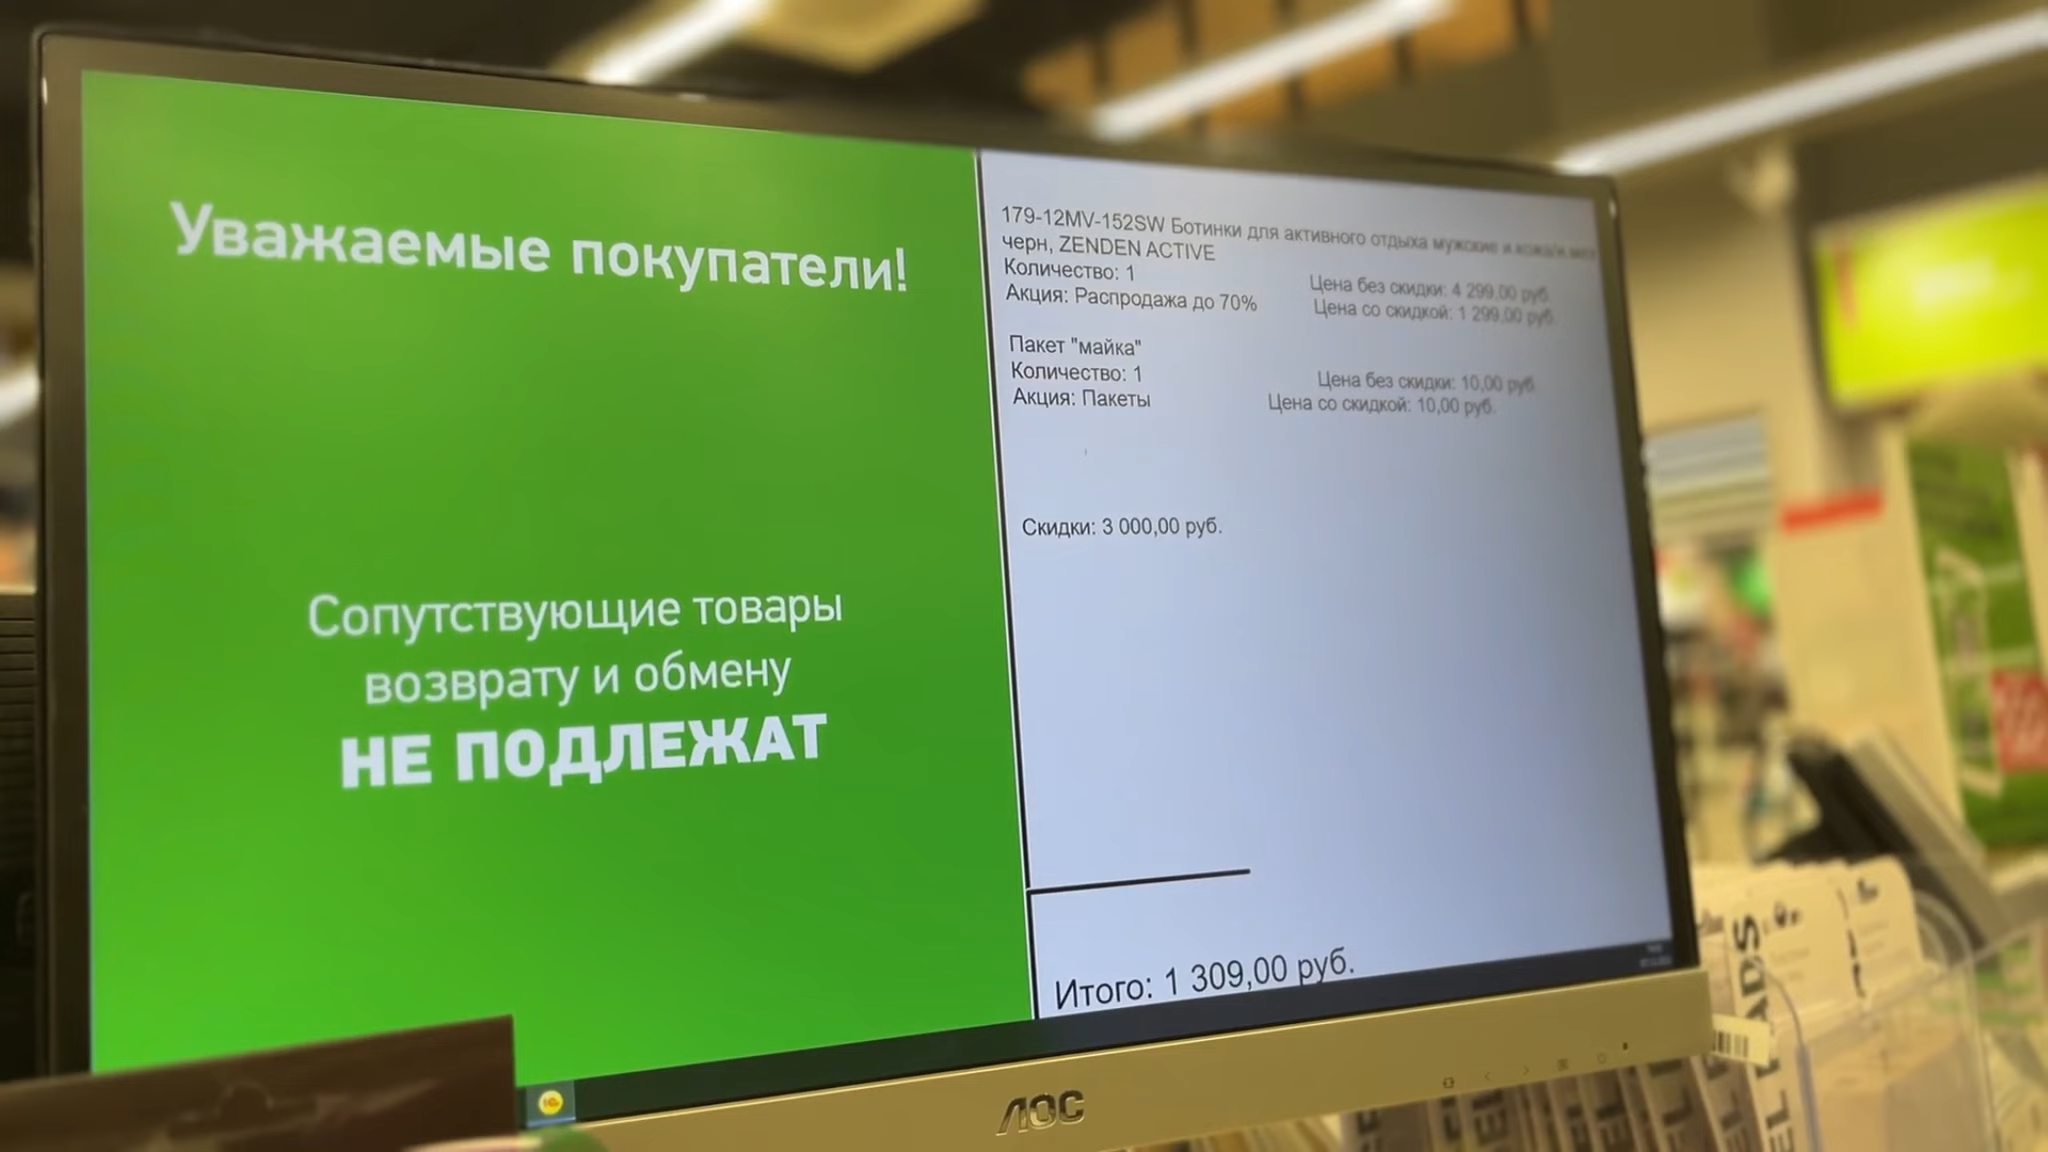 Уважаемые покупатели!
Сопутствующие товары
возврату и обмену
НЕ ПОДЛЕЖАТ
179-12MV-152SW Ботинки для активного отдыха мужские и кожа/и
черн, ZENDEN ACTIVE
Количество: 1
Цена без скидки: 4 299,00 руб.
Акция: Распродажа до 70%
Цена со скидкой: 1 299,00 руб.
Пакет "майка"
Количество: 1
Цена без скидки: 10,00 руб.
Акция: Пакеты
Цена со скидкой: 10,00 руб.
Скидки: 3 000,00 руб.
Итого: 1 309,00 руб.
AOC